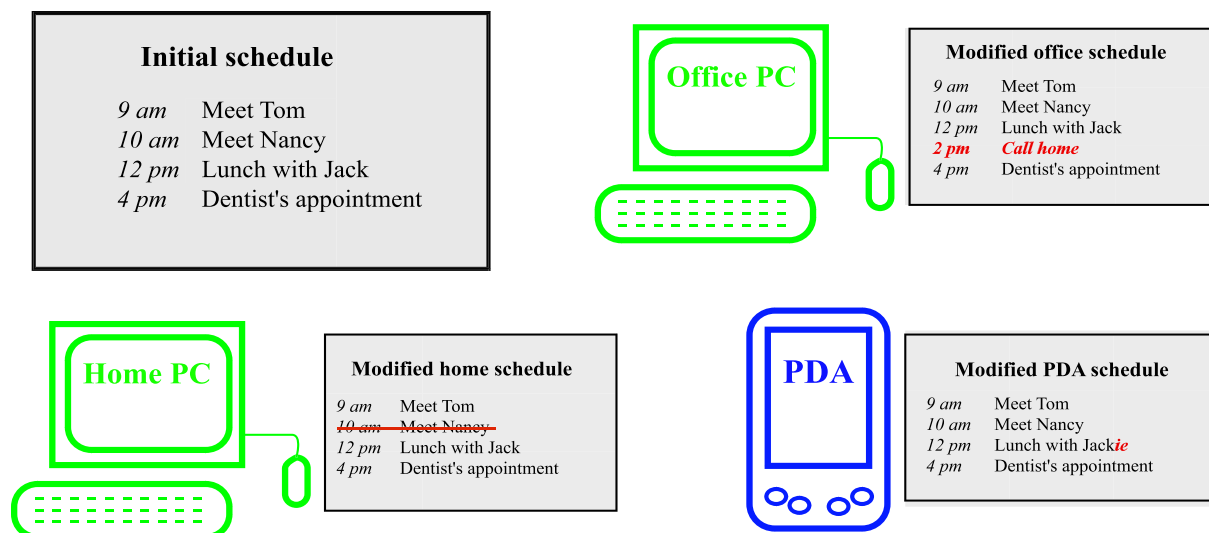 Initial schedule
9 am Meet Tom
10 am Meet Nancy
12 pm Lunch with Jack
4 pm Dentist's appointment
Office PC
Modified office schedule
9 am Meet Tom
10 am Meet Nancy
12 pm Lunch with Jack
2 pm Call home
4 pm Dentist's appointment
Home PC
Modified home schedule
9 am Meet Tom
10 am Meet Nancy
12 pm Lunch with Jack
4 pm Dentist's appointment
PDA
Modified PDA schedule
9 am Meet Tom
10 am Meet Nancy
12 pm Lunch with Jackie
4 pm Dentist's appointment